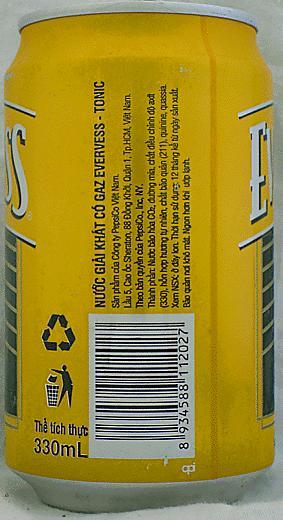 NƯỚC GIẢI KHÁT CÓ GAZ EVERVESS - TONIC
Sản phẩm của Công ty PepsiCo Việt Nam.
Lầu 5, Cao ốc Sheraton, 88 Đồng Khởi, Quận 1, Tp.HCM, Việt Nam.
Theo bản quyền của PepsiCo, Inc, NY.
Thành phần: Nước bão hòa CO₂, đường mía, chất điều chỉnh độ axit
(330), hỗn hợp hương tự nhiên, chất bảo quản (211), quinine, quassia.
Xem NSX: ở đáy lon. Thời hạn sử dụng: 12 tháng kể từ ngày sản xuất.
Bảo quản nơi khô mát. Ngon hơn khi ướp lạnh.
Thể tích thực
330mL
8 934588 112027
SS
E